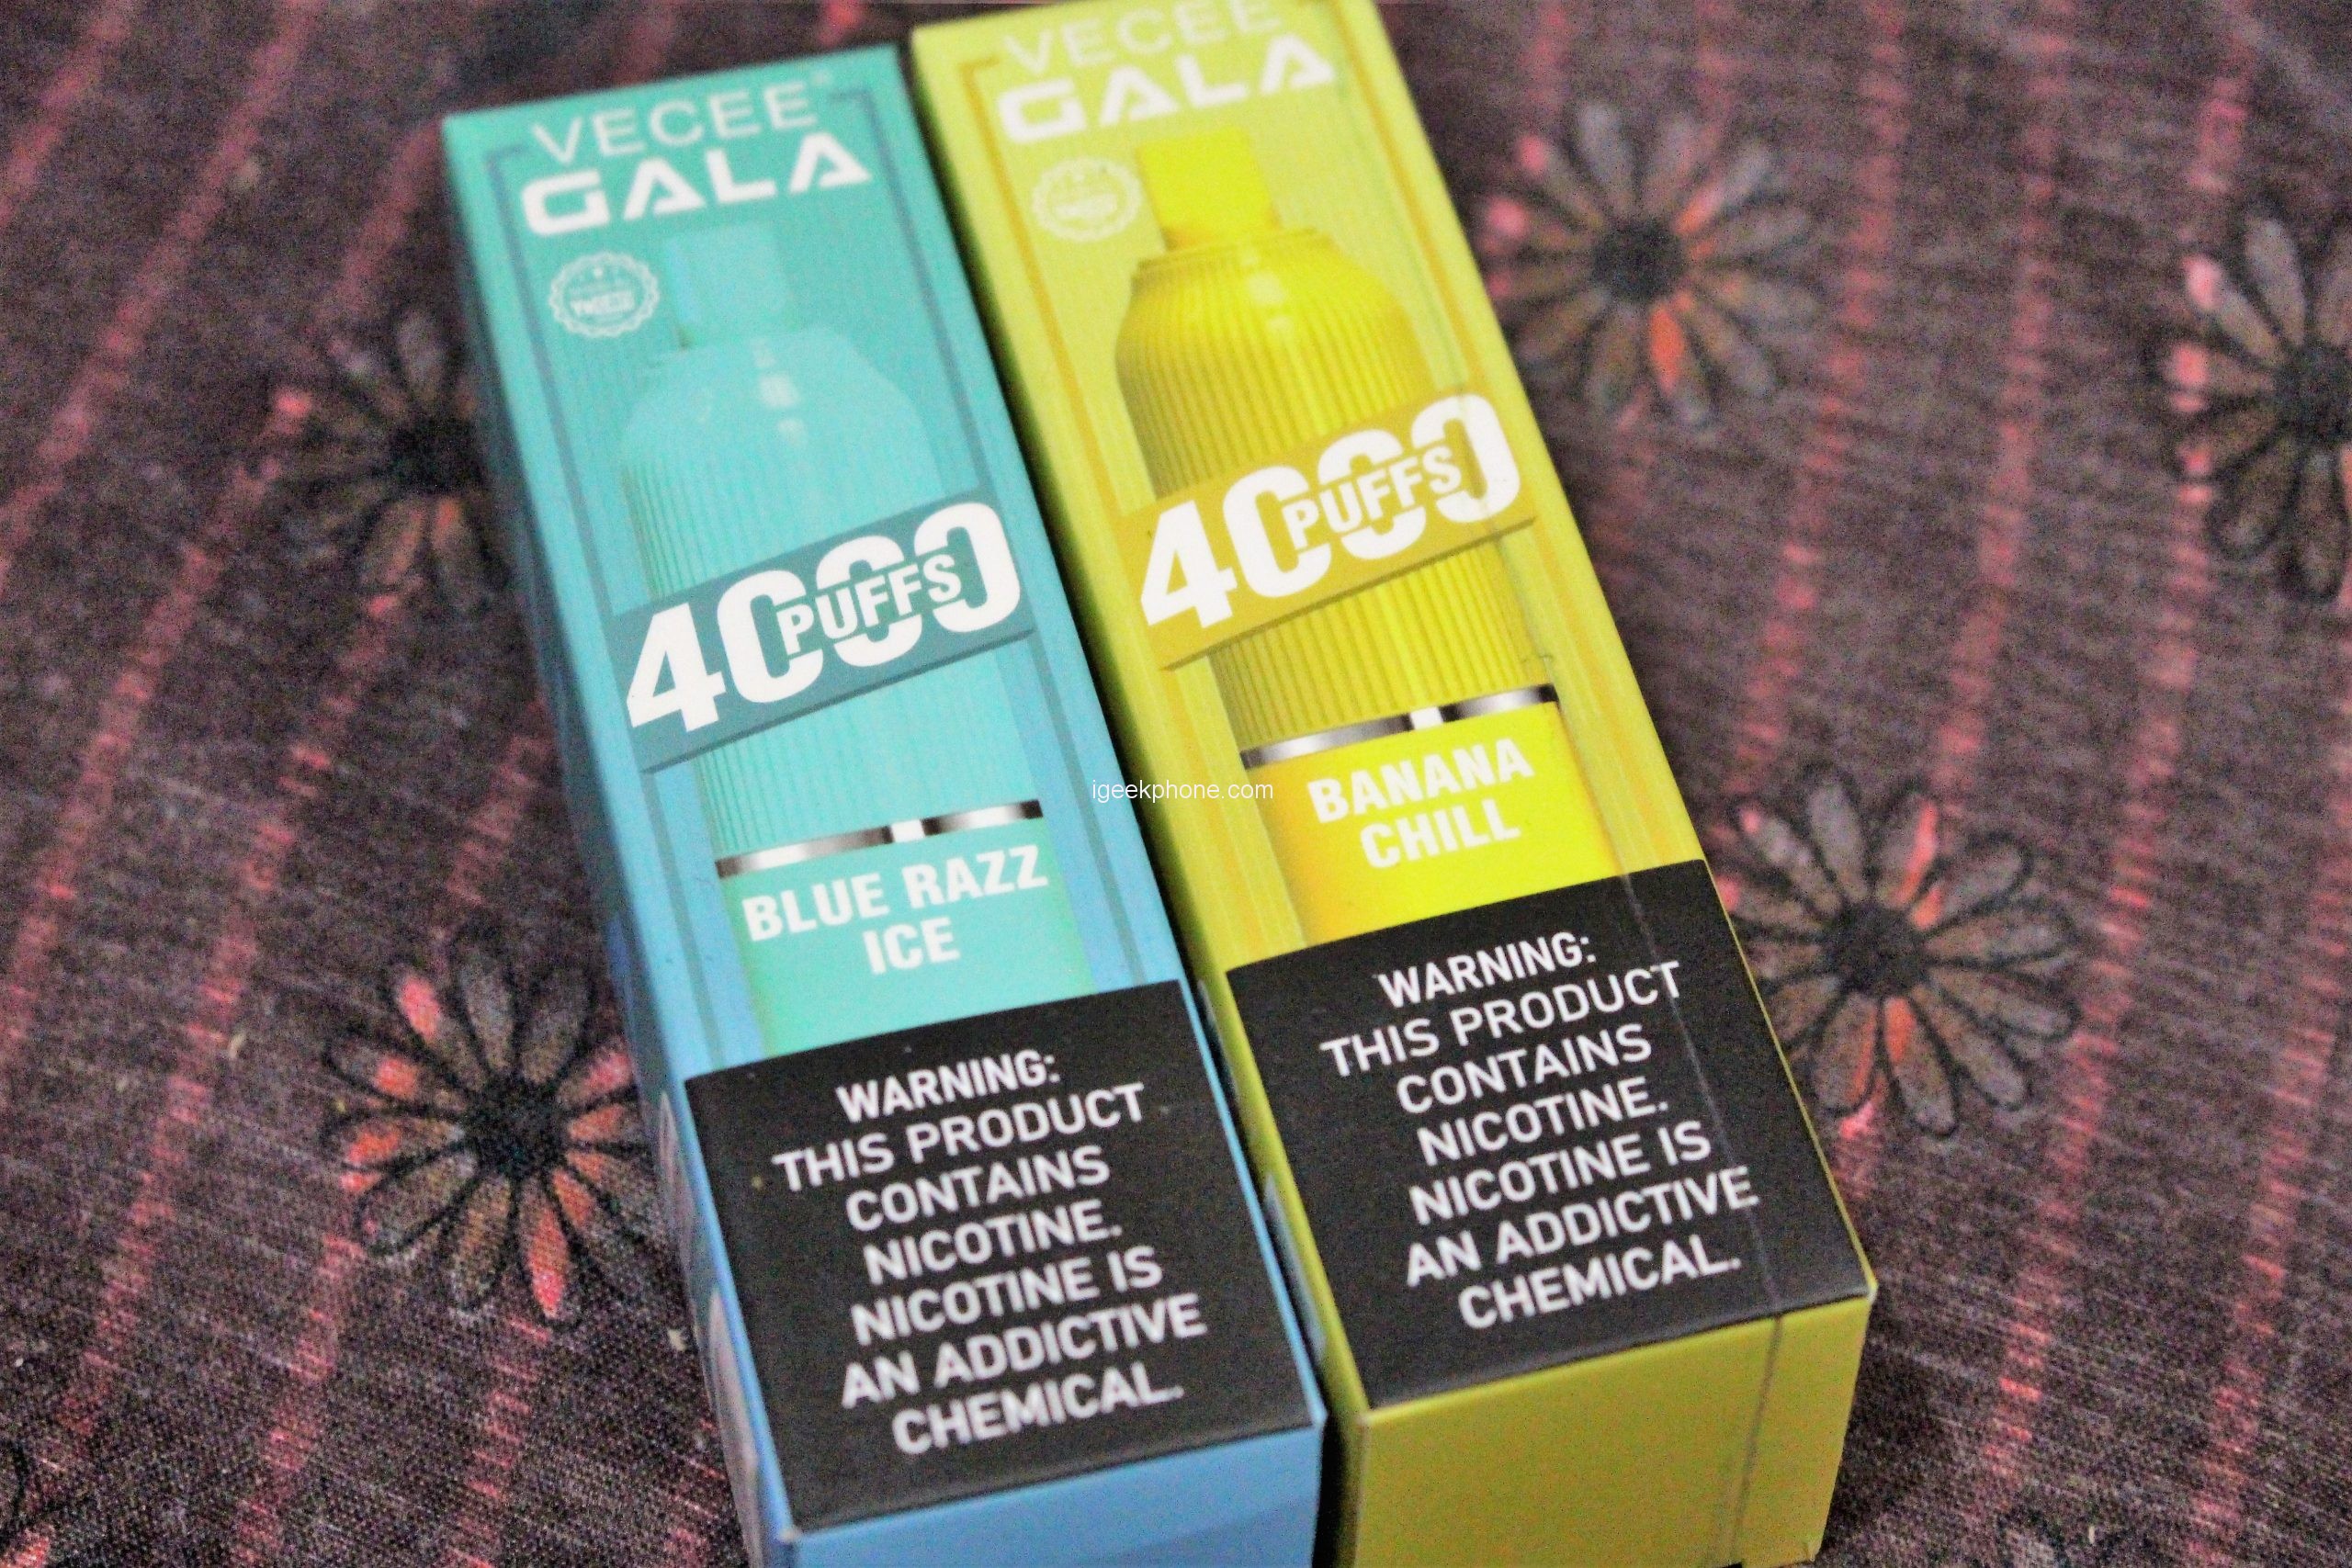 VECEE
GALA
4000
PUFFS
BLUE RAZZ
ICE
WARNING:
THIS PRODUCT
CONTAINS
NICOTINE.
NICOTINE IS
AN ADDICTIVE
CHEMICAL.
VECEE
GALA
4000
PUFFS
BANANA
CHILL
WARNING:
THIS PRODUCT
CONTAINS
NICOTINE.
NICOTINE IS
AN ADDICTIVE
CHEMICAL.
igeekphone.com